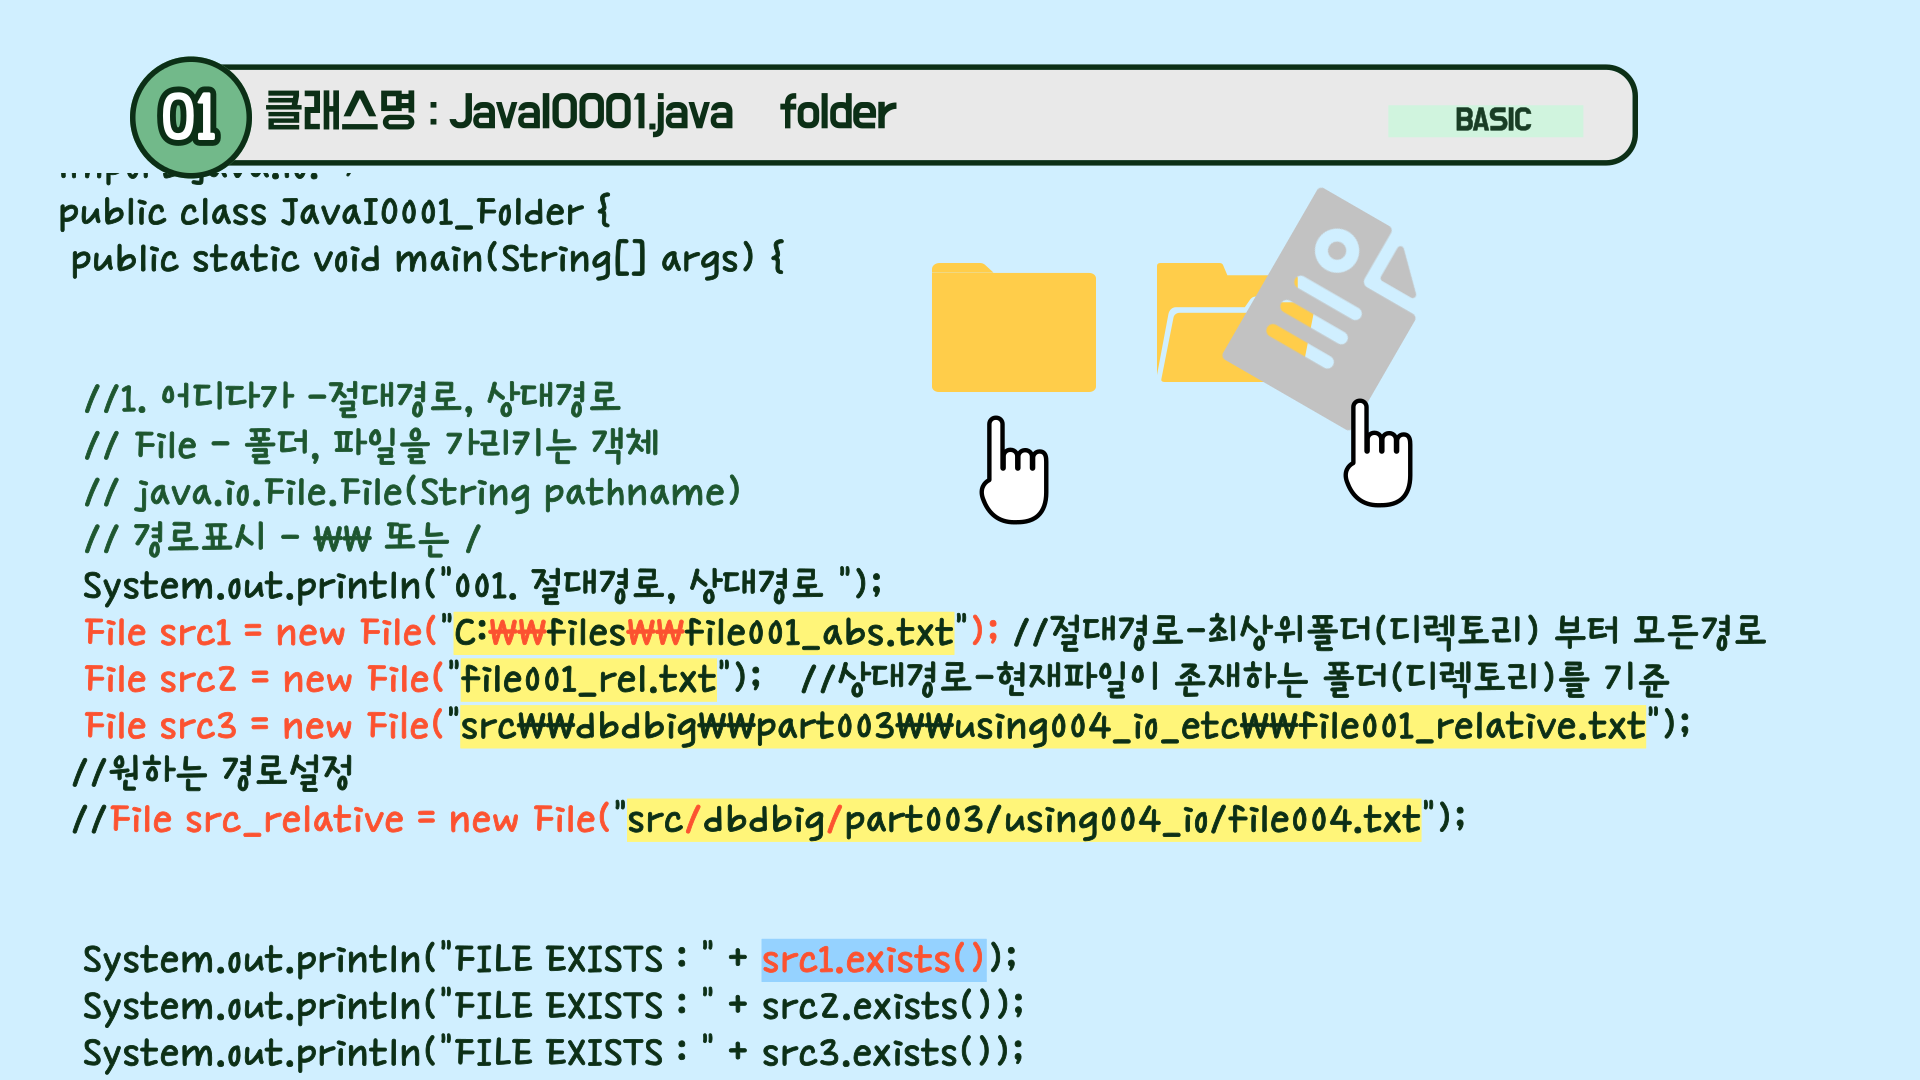 01
클래스명 : JavaI0001.java folder
BASIC
public class JavaI0001_Folder {
public static void main(String[] args) {
//1. 어디다가 -절대경로, 상대경로
// File - 폴더, 파일을 가리키는 객체
// java.io.File.File(String pathname)
// 경로표시 - ₩₩ 또는 /
System.out.println("001. 절대경로, 상대경로 ");
File src1 = new File("C:₩₩files₩₩file001_abs.txt"); //절대경로-최상위폴더(디렉토리) 부터 모든경로
File src2 = new File("file001_rel.txt"); //상대경로-현재파일이 존재하는 폴더(디렉토리)를 기준
File src3 = new File("src₩₩dbdbig₩₩part003₩₩using004_io_etc₩₩file001_relative.txt");
//원하는 경로설정
//File src_relative = new File("src/dbdbig/part003/using004_io/file004.txt");
System.out.println("FILE EXISTS : " + src1.exists());
System.out.println("FILE EXISTS : " + src2.exists());
System.out.println("FILE EXISTS : " + src3.exists());